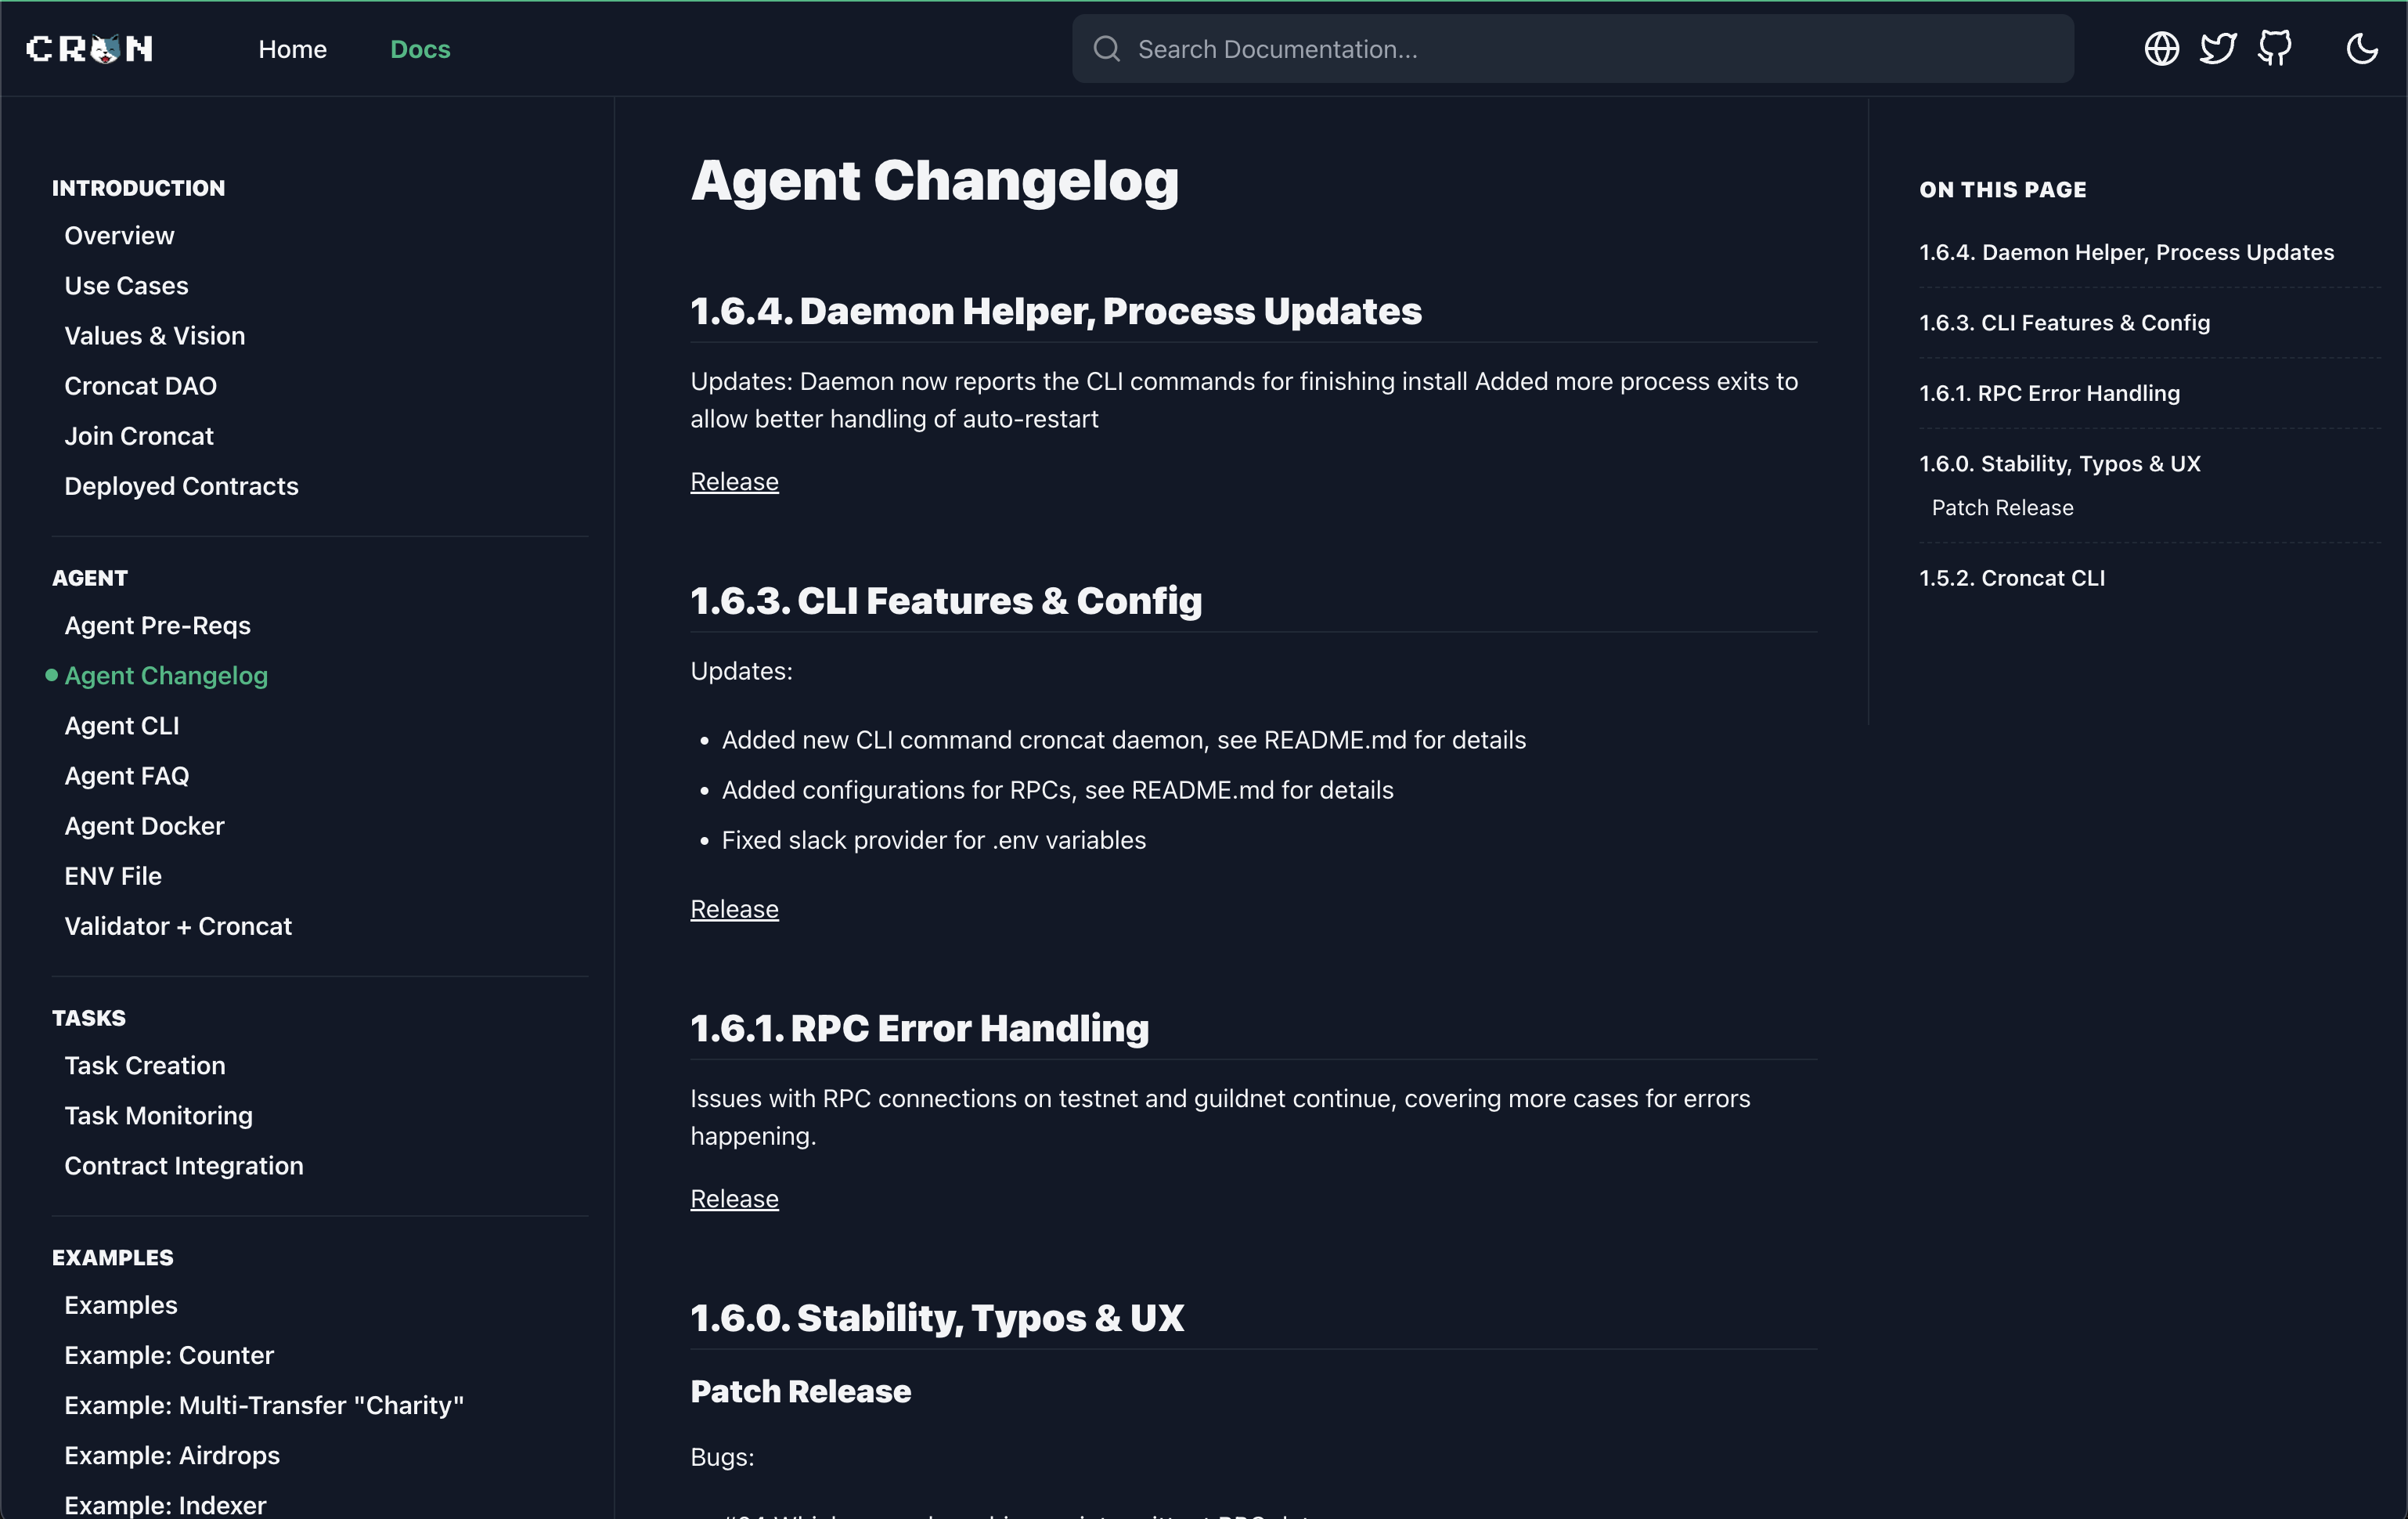 CRON
Home
Docs
Search Documentation...
INTRODUCTION
Overview
Use Cases
Values & Vision
Croncat DAO
Join Croncat
Deployed Contracts
AGENT
Agent Pre-Reqs
Agent Changelog
Agent CLI
Agent FAQ
Agent Docker
ENV File
Validator + Croncat
TASKS
Task Creation
Task Monitoring
Contract Integration
EXAMPLES
Examples
Example: Counter
Example: Multi-Transfer "Charity"
Example: Airdrops
Example: Indexer
Agent Changelog
1.6.4. Daemon Helper, Process Updates
Updates: Daemon now reports the CLI commands for finishing install Added more process exits to
allow better handling of auto-restart
Release
1.6.3. CLI Features & Config
Updates:
• Added new CLI command croncat daemon, see README.md for details
• Added configurations for RPCs, see README.md for details
• Fixed slack provider for .env variables
Release
1.6.1. RPC Error Handling
Issues with RPC connections on testnet and guildnet continue, covering more cases for errors
happening.
Release
1.6.0. Stability, Typos & UX
Patch Release
Bugs:
ON THIS PAGE
1.6.4. Daemon Helper, Process Updates
1.6.3. CLI Features & Config
1.6.1. RPC Error Handling
1.6.0. Stability, Typos & UX
Patch Release
1.5.2. Croncat CLI